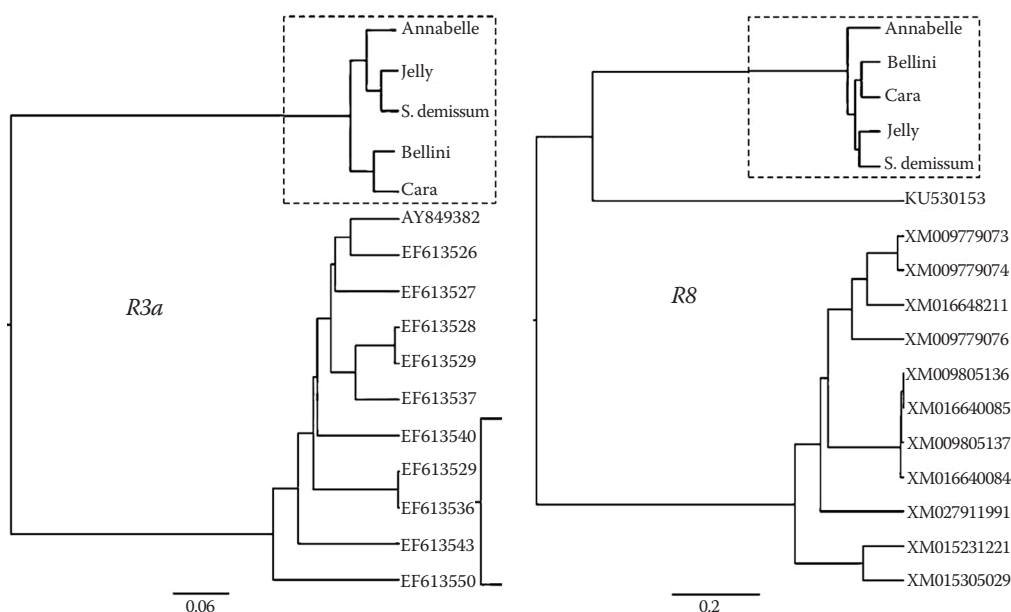 Annabelle
Jelly
S. demissum
Bellini
Cara
AY849382
EF613526
EF613527
R3a
EF613528
EF613529
EF613537
EF613540
EF613529
EF613536
EF613543
EF613550
0.06
Annabelle
Bellini
Cara
Jelly
S. demissum
KU530153
XM009779073
XM009779074
R8
XM016648211
XM009779076
XM009805136
XM016640085
XM009805137
XM016640084
XM027911991
XM015231221
XM015305029
0.2